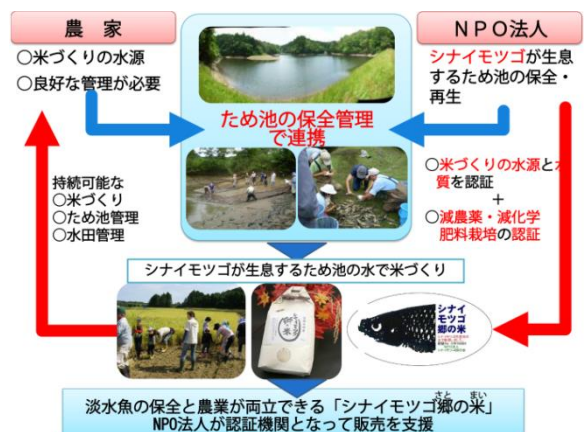 農　家
○米づくりの水源
○良好な管理が必要
NPO法人
シナイモツゴが生息
するため池の保全・
再生
ため池の保全管理
で連携
持続可能な
○米づくり
○ため池管理
○水田管理
○米づくりの水源と水
質を認証
＋
○減農薬・減化学
肥料栽培の認証
シナイモツゴが生息するため池の水で米づくり
シナイ
モツゴ
郷の米
淡水魚の保全と農業が両立できる「シナイモツゴ郷の米」
さと
まい
NPO法人が認証機関となって販売を支援